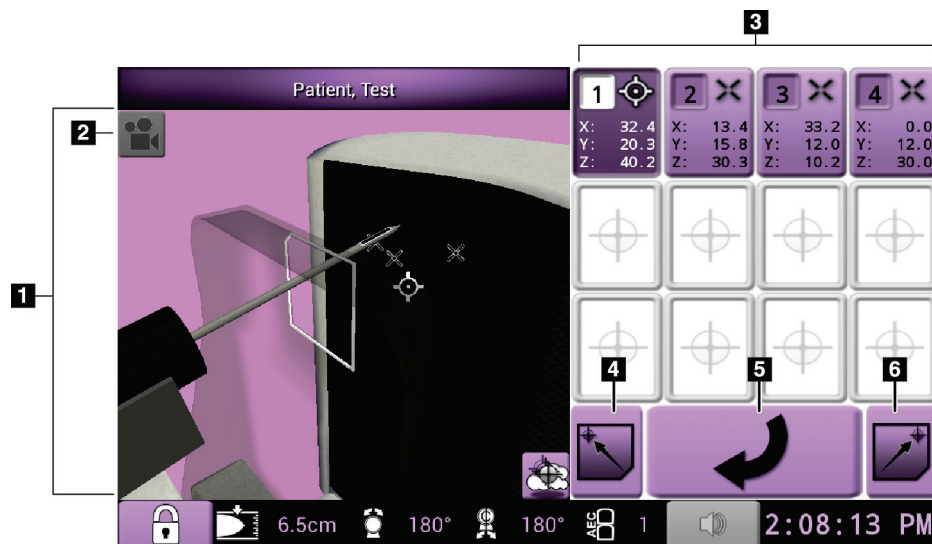 3
Patient, Test
1 2 3 4
X: 32.4 X: 13.4 X: 33.2 X: 0.0
Y: 20.3 Y: 15.8 Y: 12.0 Y: 12.0
Z: 40.2 Z: 30.3 Z: 10.2 Z: 30.0
2
1
4 5 6
6.5cm 180° 180° AEC 1 2:08:13 PM